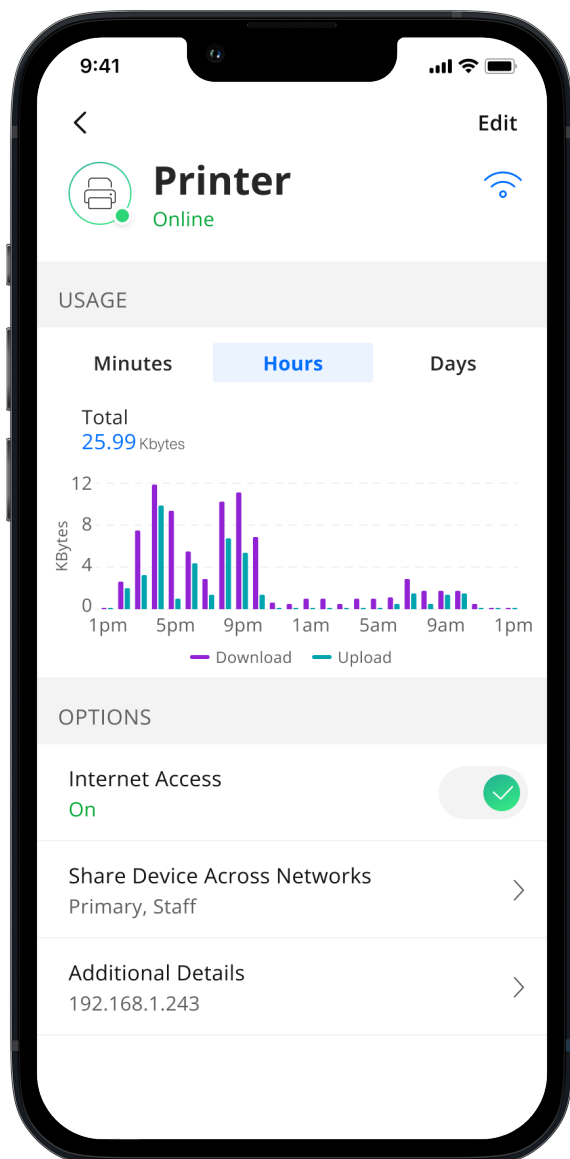 9:41
Edit
Printer
Online
USAGE
Minutes Hours Days
Total
25.99 Kbytes
KBytes
12
8
4
0
1pm 5pm 9pm 1am 5am 9am 1pm
Download Upload
OPTIONS
Internet Access
On
Share Device Across Networks
Primary, Staff
Additional Details
192.168.1.243